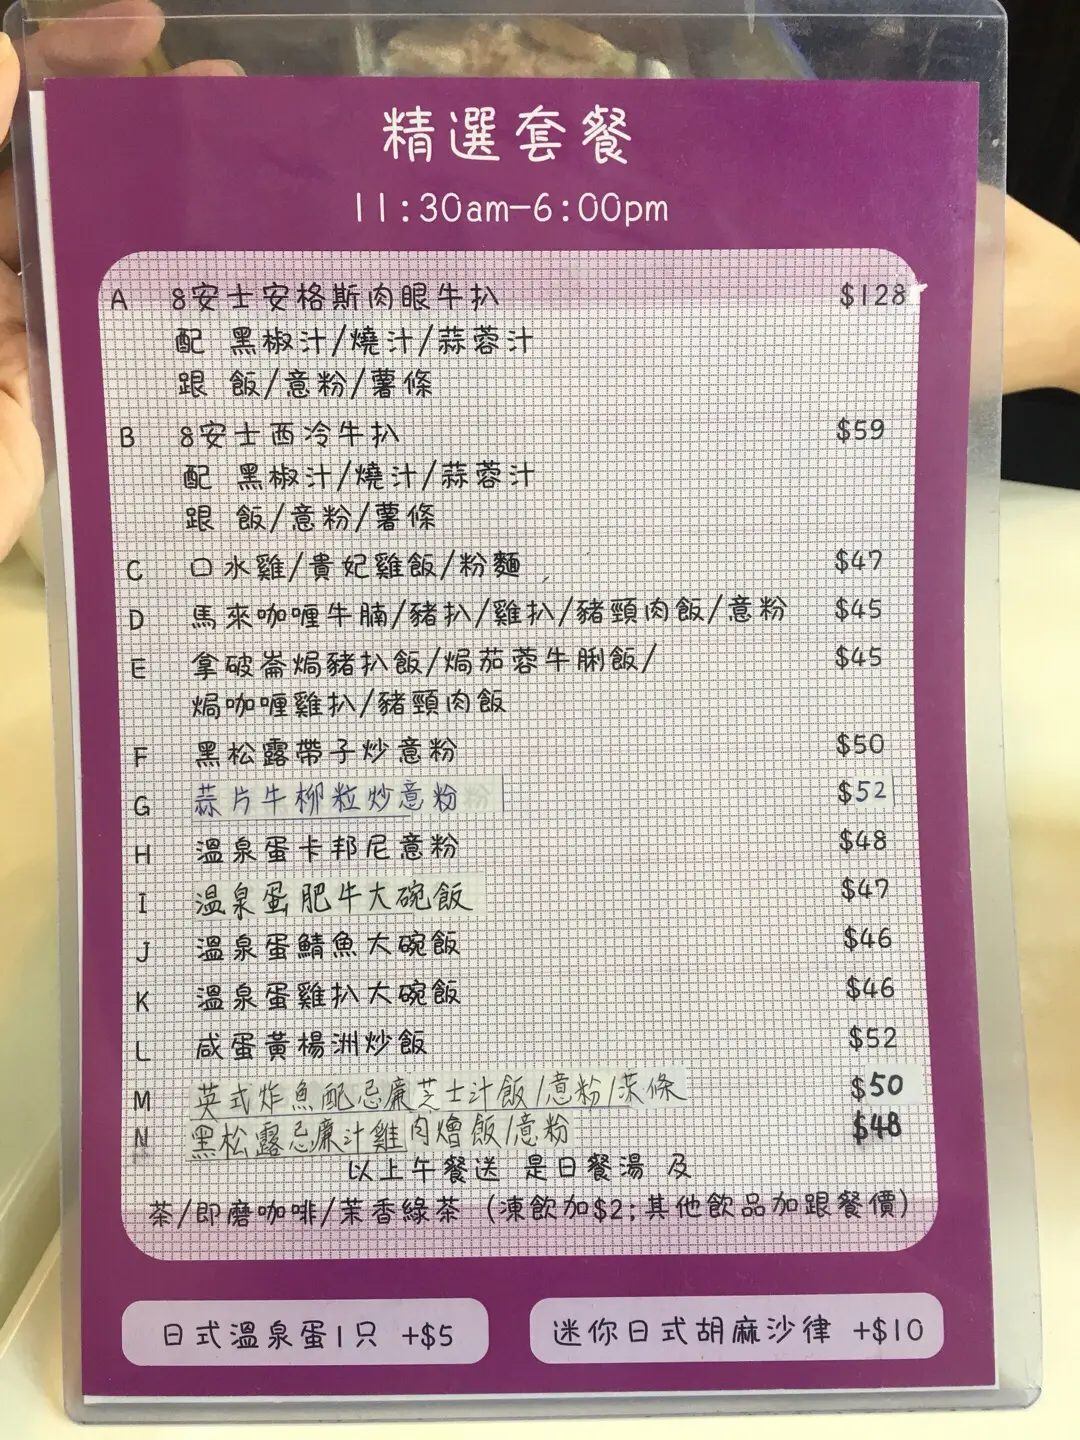 精選套餐
11:30am-6:00pm
A 8安士安格斯肉眼牛扒 $128
配 黑椒汁/燒汁/蒜蓉汁
跟 飯/意粉/薯條
B 8安士西冷牛扒 $59
配 黑椒汁/燒汁/蒜蓉汁
跟 飯/意粉/薯條
C 口水雞/貴妃雞飯/粉麵 $47
D 馬來咖喱牛腩/豬扒/雞扒/豬頸肉飯/意粉 $45
E 拿破崙焗豬扒飯/焗茄蓉牛脷飯/ $45
焗咖喱雞扒/豬頸肉飯
F 黑松露帶子炒意粉 $50
G 蒜片牛柳粒炒意粉 $52
H 溫泉蛋卡邦尼意粉 $48
I 溫泉蛋肥牛大碗飯 $47
J 溫泉蛋鯖魚大碗飯 $46
K 溫泉蛋雞扒大碗飯 $46
L 咸蛋黃楊洲炒飯 $52
M 英式炸魚配忌廉芝士汁飯/意粉/條 $50
N 黑松露忌廉汁雞肉燴飯/意粉 $48
以上午餐送 是日餐湯 及
茶/即磨咖啡/茉香綠茶 (凍飲加$2;其他飲品加跟餐價)
日式溫泉蛋1只 +$5
迷你日式胡麻沙律 +$10